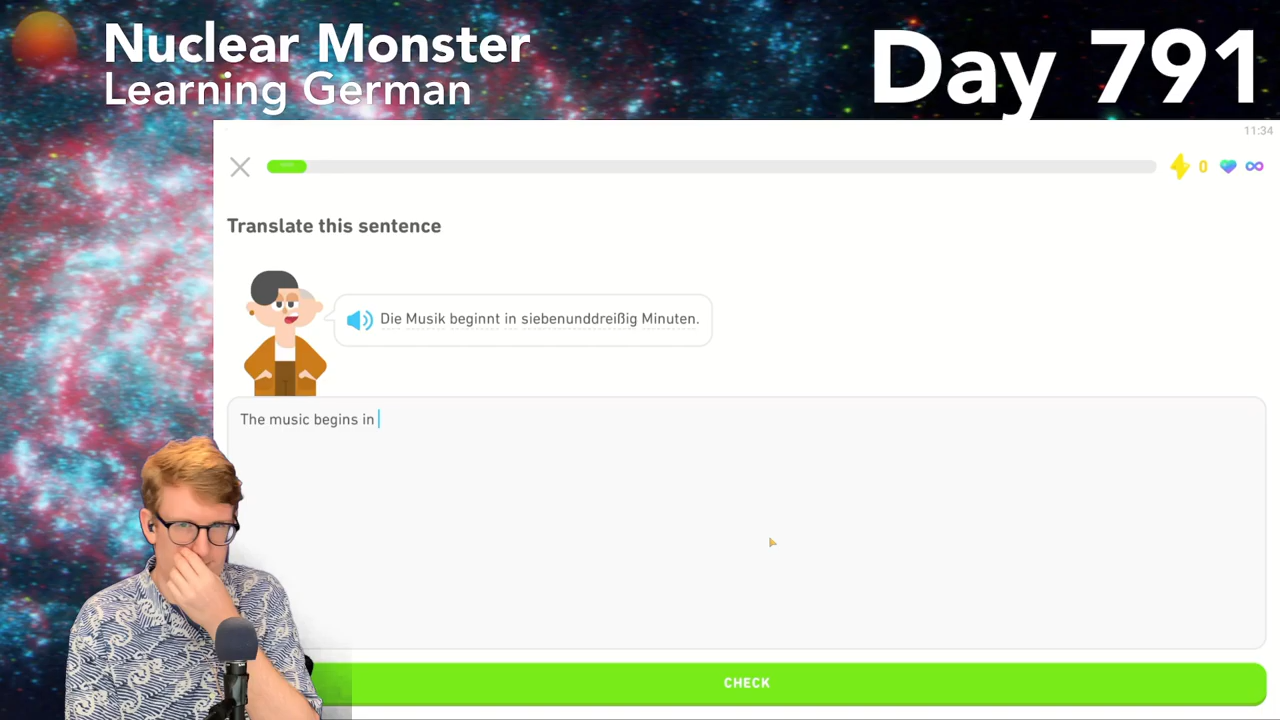 Nuclear Monster
Learning German
Day 791
11:34
0
Translate this sentence
Die Musik beginnt in siebenunddreißig Minuten.
The music begins in
CHECK